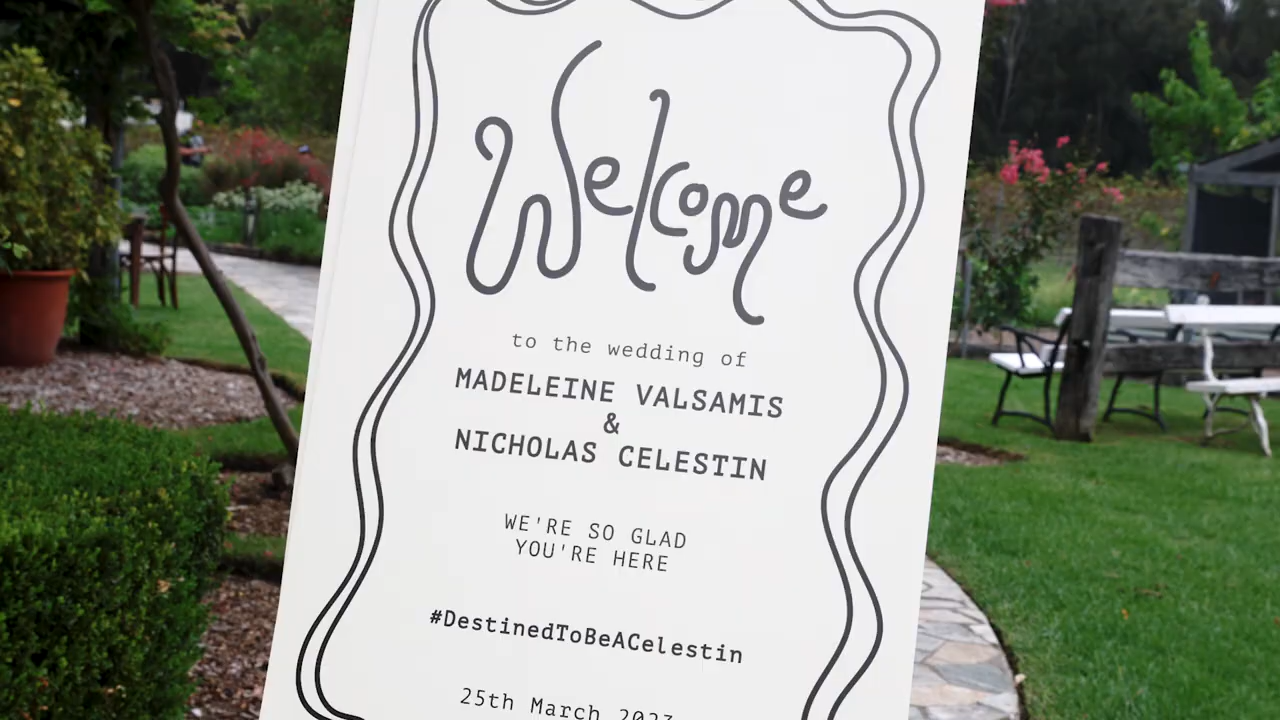 Welcome
to the wedding of
MADELEINE VALSAMIS
&
NICHOLAS CELESTIN
WE'RE SO GLAD
YOU'RE HERE
#DestinedToBeACelestin
25th March 2023